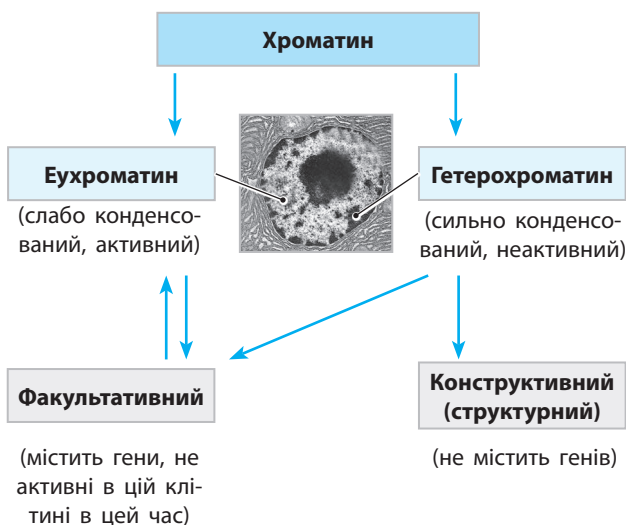 Хроматин
Еухроматин
(слабо конденсо-
ваний, активний)
Гетерохроматин
(сильно конденсо-
ваний, неактивний)
Факультативний
(містить гени, не
активні в цій клі-
тині в цей час)
Конструктивний
(структурний)
(не містить генів)